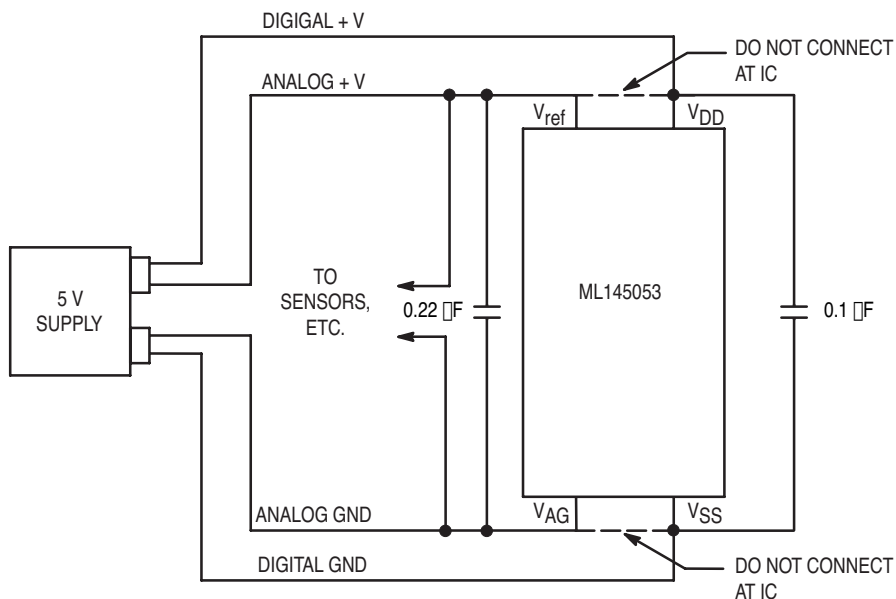 DIGIGAL + V
DO NOT CONNECT
AT IC
ANALOG + V
Vref
VDD
5 V
SUPPLY
TO
SENSORS,
ETC.
0.22 ▯F
ML145053
0.1 ▯F
VAG
VSS
ANALOG GND
DIGITAL GND
DO NOT CONNECT
AT IC